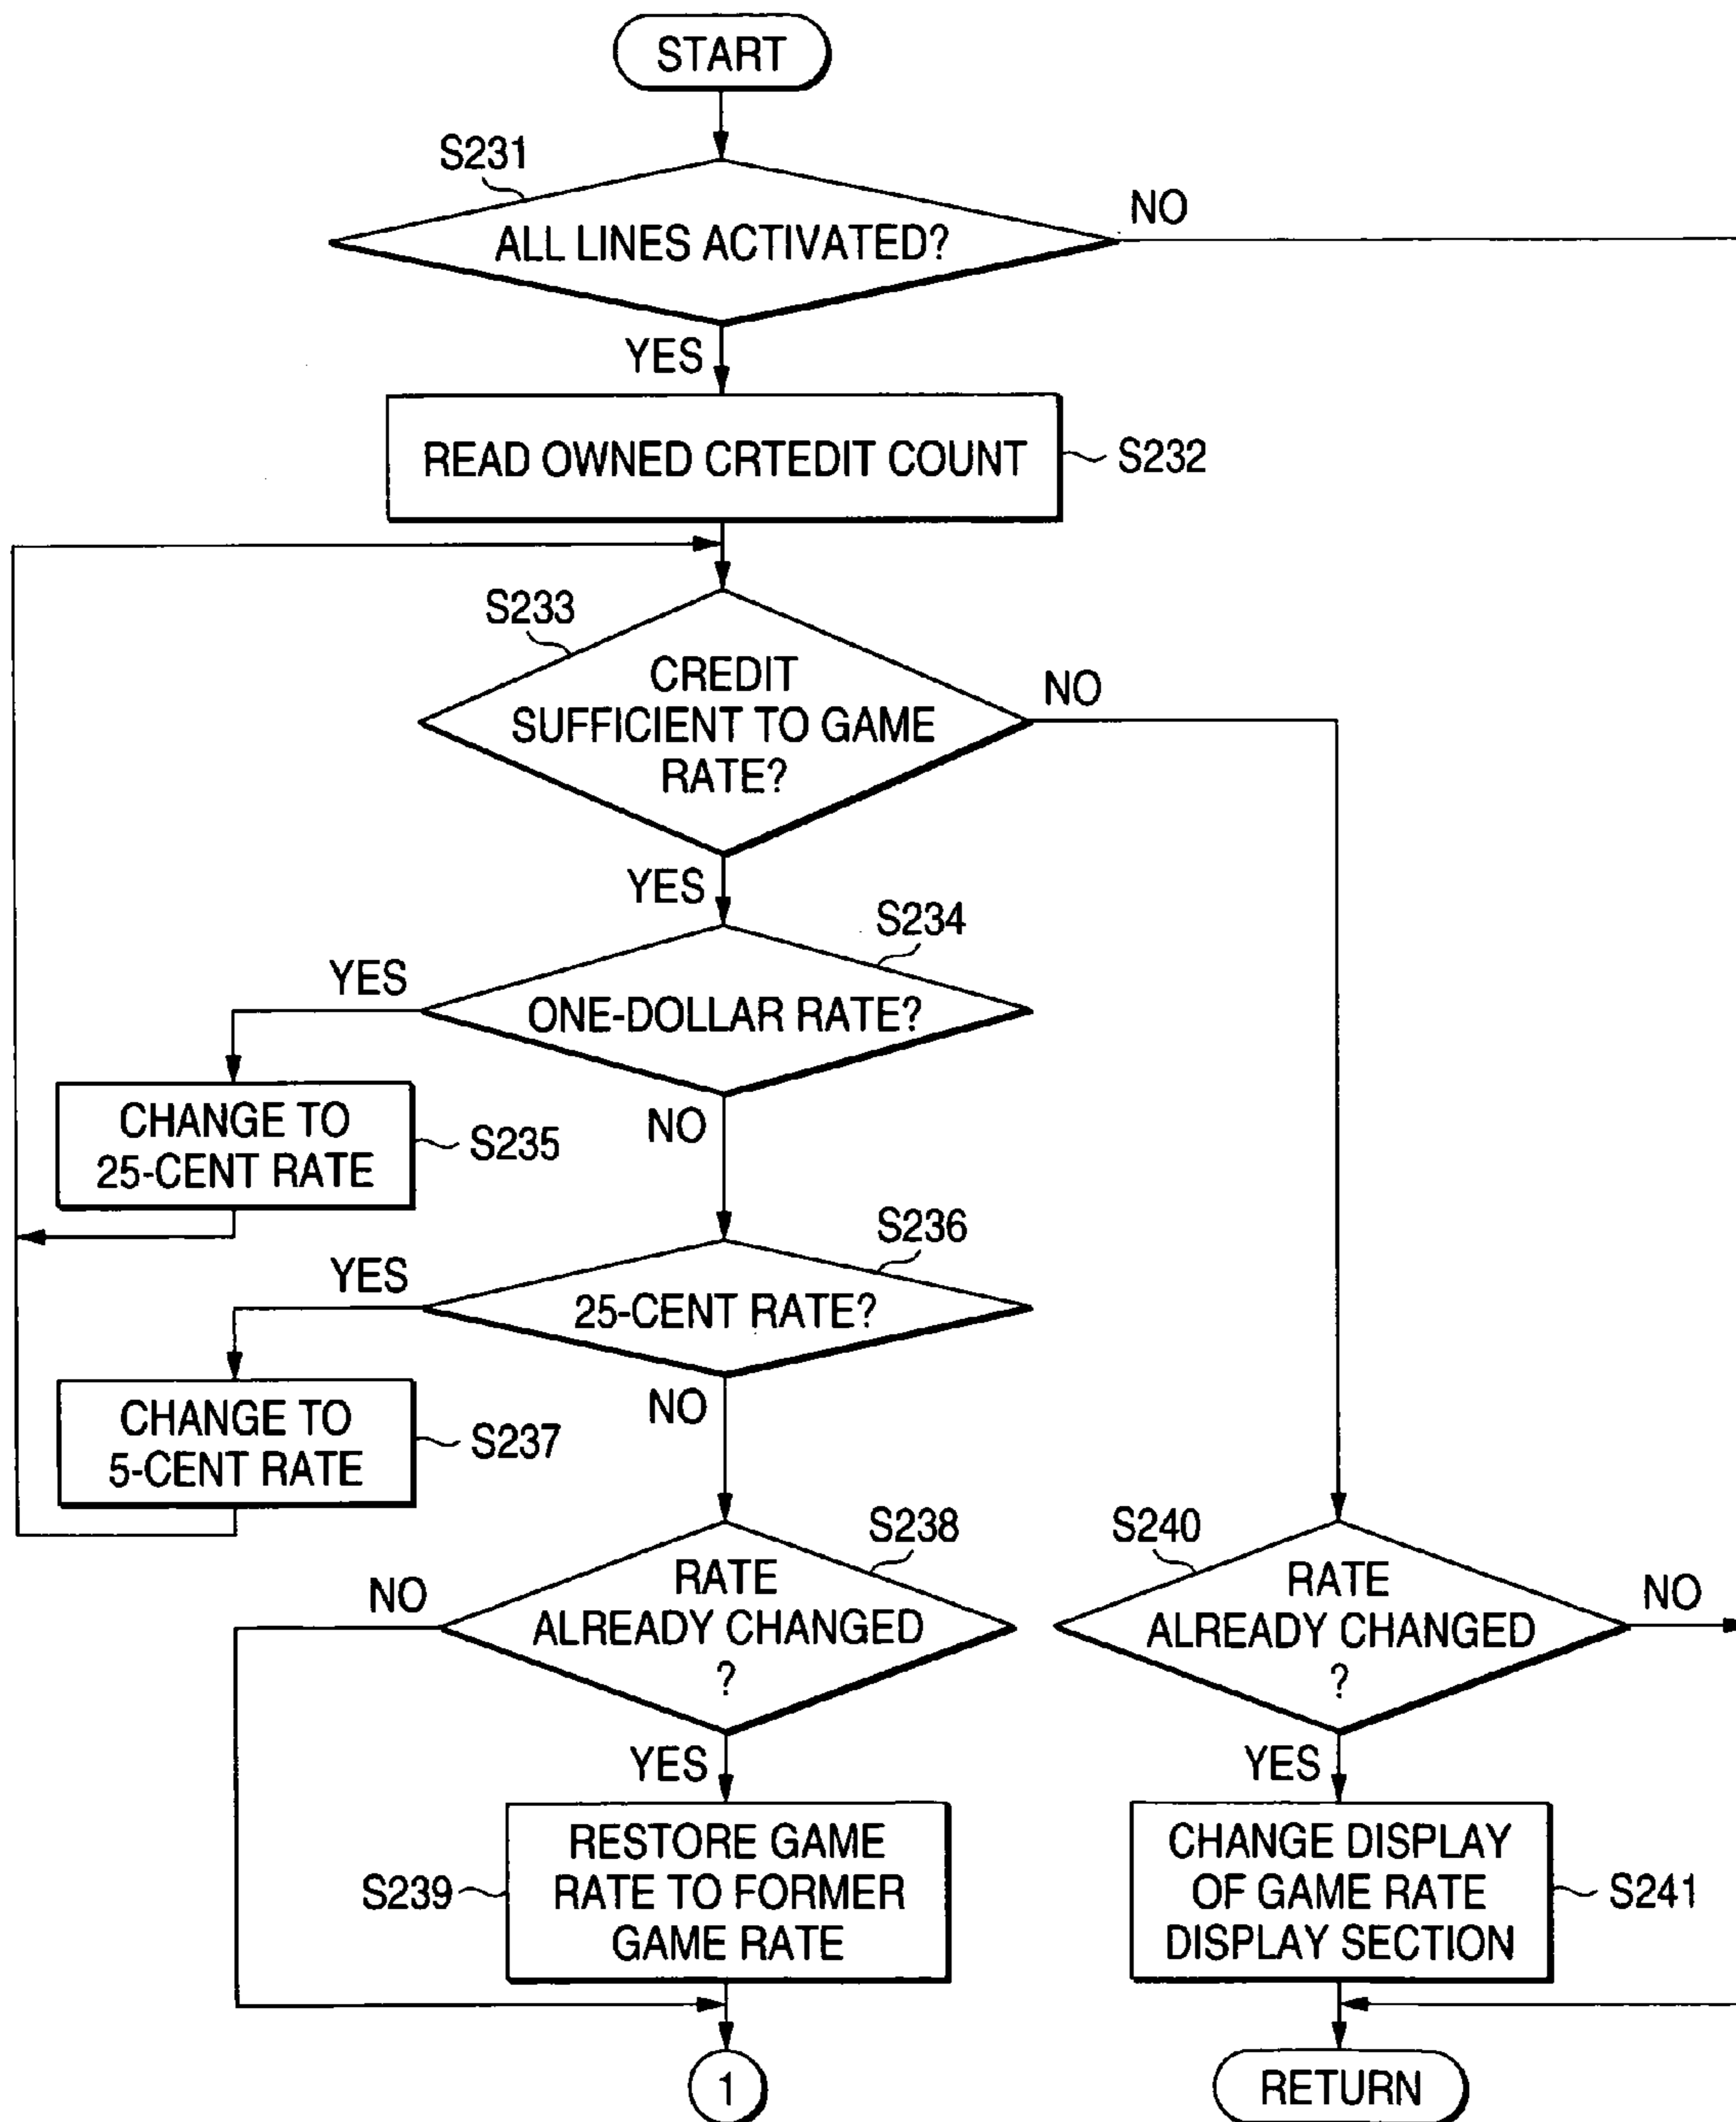 START
S231
NO
ALL LINES ACTIVATED?
YES
READ OWNED CRTEDIT COUNT
S232
S233
CREDIT
SUFFICIENT TO GAME
RATE?
NO
YES
S234
YES
ONE-DOLLAR RATE?
CHANGE TO
25-CENT RATE
S235
NO
S236
YES
25-CENT RATE?
CHANGE TO
5-CENT RATE
S237
NO
S238
NO
RATE
ALREADY CHANGED
?
S240
RATE
ALREADY CHANGED
?
NO
YES
YES
S239
RESTORE GAME
RATE TO FORMER
GAME RATE
CHANGE DISPLAY
OF GAME RATE
DISPLAY SECTION
S241
1
RETURN